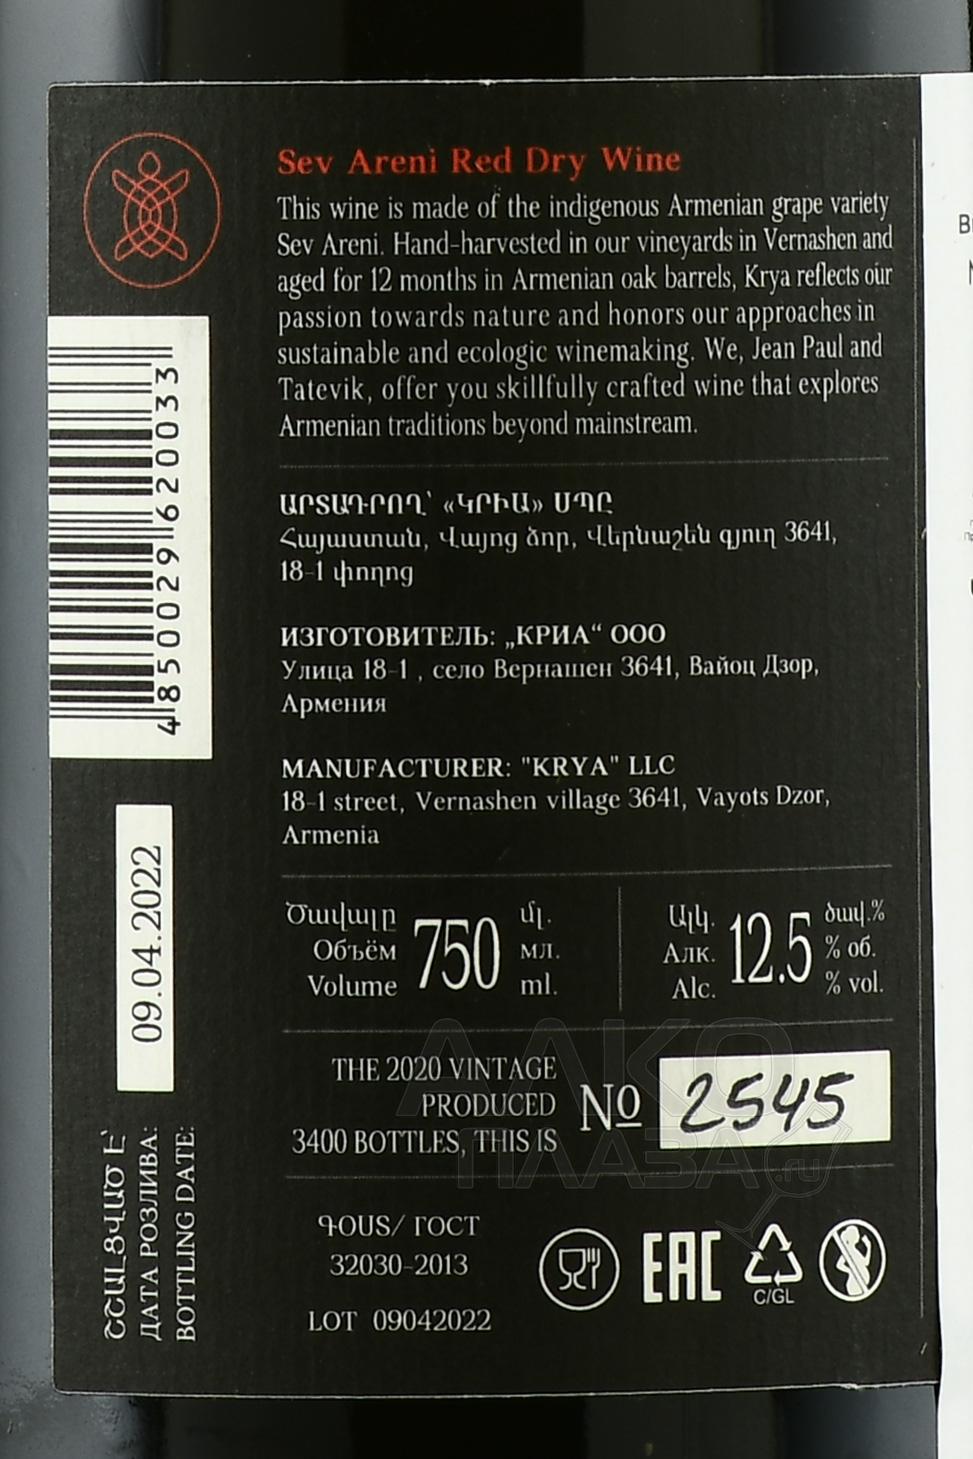 Sev Areni Red Dry Wine
This wine is made of the indigenous Armenian grape variety
Sev Areni. Hand-harvested in our vineyards in Vernashen and
aged for 12 months in Armenian oak barrels, Krya reflects our
passion towards nature and honors our approaches in
sustainable and ecologic winemaking. We, Jean Paul and
Tatevik, offer you skillfully crafted wine that explores
Armenian traditions beyond mainstream.
ԱՐՏԱԴՐՈՂ՝ «ԿՐԻԱ» ՍՊԸ
Հայաստան, Վայոց ձոր, Վերնաշեն գյուղ 3641,
18-1 փողոց
ИЗГОТОВИТЕЛЬ: „КРИА“ ООО
Улица 18-1 , село Вернашен 3641, Вайоц Дзор,
Армения
MANUFACTURER: "KRYA" LLC
18-1 street, Vernashen village 3641, Vayots Dzor,
Armenia
Ծավալը
Объём
Volume
750
մլ.
мл.
ml.
Ալկ.
Алк.
Alc.
12.5
ծավ.%
% об.
% vol.
THE 2020 VINTAGE
PRODUCED
3400 BOTTLES, THIS IS
№ 2545
ԳՕՍՏ/ ГОСТ
32030-2013
LOT 09042022
EAC
C/GL
4850029620033
09.04.2022
ՇՇԱԼՑՎԱԾ Է՝
ДАТА РОЗЛИВА:
BOTTLING DATE:
АЛКО
ПЛАЗА.ru